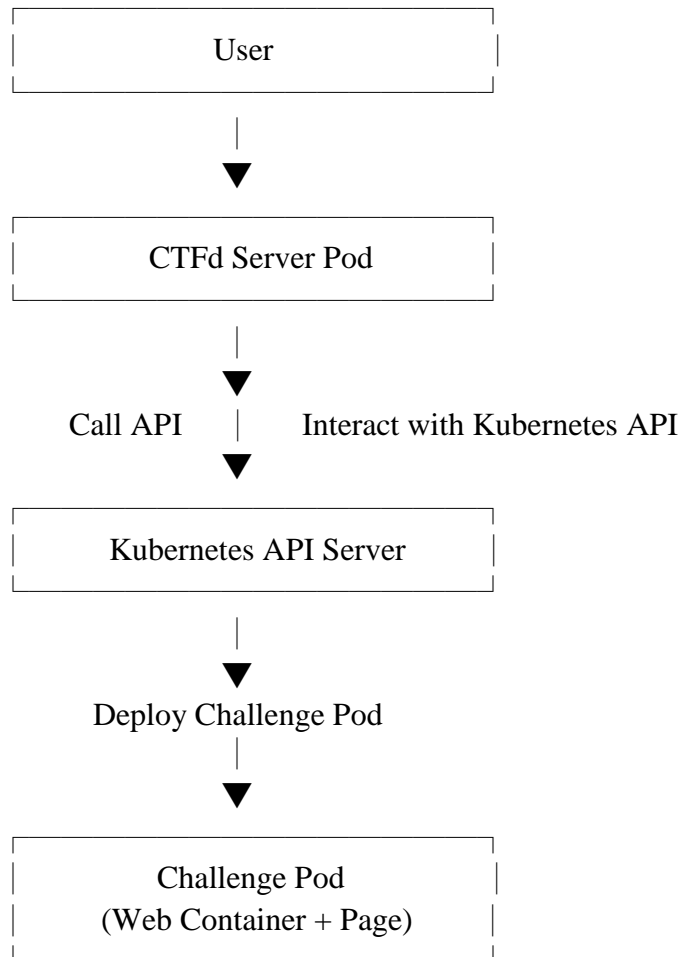 User
CTFd Server Pod
Call API Interact with Kubernetes API
Kubernetes API Server
Deploy Challenge Pod
Challenge Pod
(Web Container + Page)